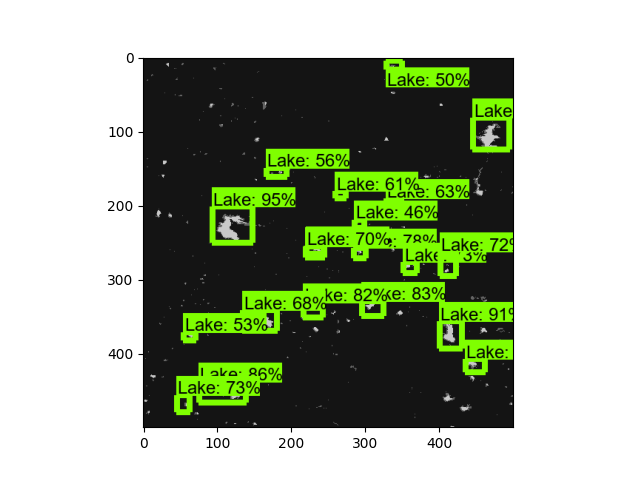 0
Lake: 50%
Lake
100
Lake: 56%
Lake: 61%
Lake: 63%
Lake: 95%
200
Lake: 46%
Lake: 70%
78%
Lake: 72%
Lake
3%
300
Lake: 82%
ke: 83%
Lake: 68%
Lake: 91%
Lake: 53%
Lake:
400
Lake: 86%
Lake: 73%
0
100
200
300
400